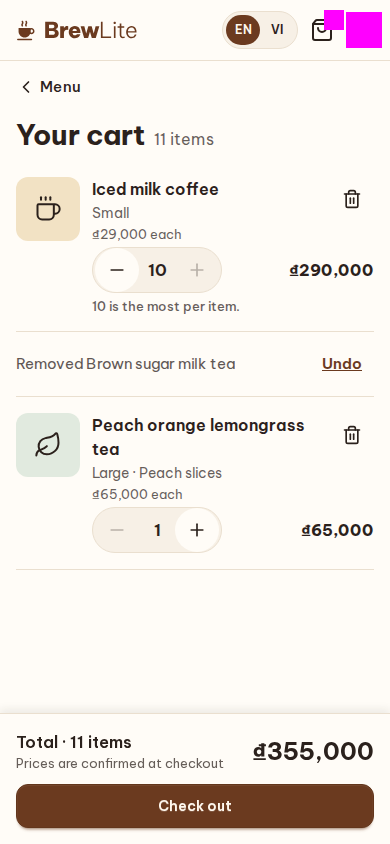 BrewLite
EN VI
Menu
Your cart 11 items
Iced milk coffee
Small
₫29,000 each
10
₫290,000
10 is the most per item.
Removed Brown sugar milk tea Undo
Peach orange lemongrass
tea
Large · Peach slices
₫65,000 each
1
₫65,000
Total · 11 items
₫355,000
Prices are confirmed at checkout
Check out